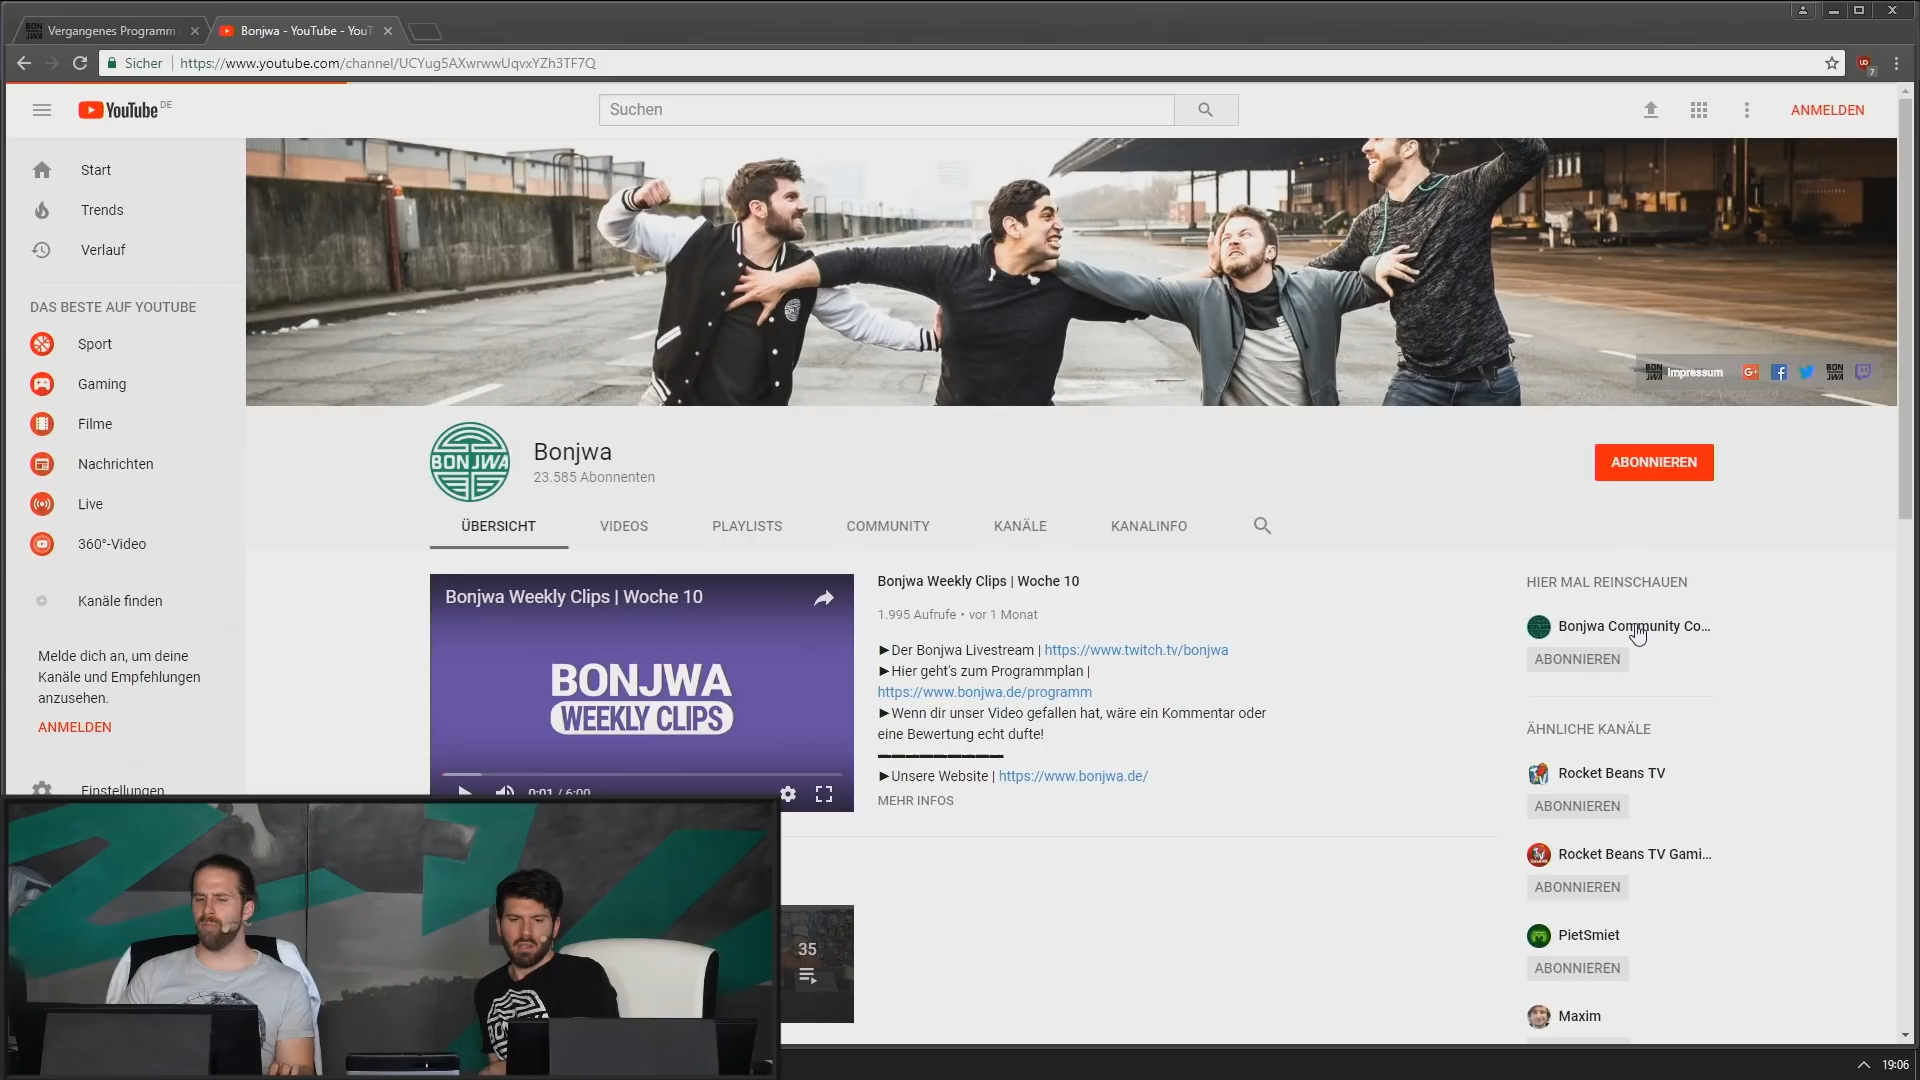 Vergangenes Programm
Bonjwa - YouTube - YouT
Sicher
https://www.youtube.com/channel/UCYug5AXwrwwUqvxYZh3TF7Q
7
YouTube DE
Suchen
ANMELDEN
Start
Trends
Verlauf
DAS BESTE AUF YOUTUBE
Sport
Gaming
Filme
Nachrichten
Live
360°-Video
Kanäle finden
Melde dich an, um deine
Kanäle und Empfehlungen
anzusehen.
ANMELDEN
Einstellungen
BON JWA Impressum
G+
BON JWA
BONJWA
Bonjwa
23.585 Abonnenten
ABONNIEREN
ÜBERSICHT
VIDEOS
PLAYLISTS
COMMUNITY
KANÄLE
KANALINFO
Bonjwa Weekly Clips | Woche 10
BONJWA
WEEKLY CLIPS
0:01 / 6:00
Bonjwa Weekly Clips | Woche 10
1.995 Aufrufe • vor 1 Monat
►Der Bonjwa Livestream | https://www.twitch.tv/bonjwa
►Hier geht's zum Programmplan |
https://www.bonjwa.de/programm
►Wenn dir unser Video gefallen hat, wäre ein Kommentar oder
eine Bewertung echt dufte!
▬▬▬▬▬▬▬▬▬
►Unsere Website | https://www.bonjwa.de/
MEHR INFOS
35
HIER MAL REINSCHAUEN
Bonjwa Community Co...
ABONNIEREN
ÄHNLICHE KANÄLE
Rocket Beans TV
ABONNIEREN
Rocket Beans TV Gami...
ABONNIEREN
PietSmiet
ABONNIEREN
Maxim
19:06